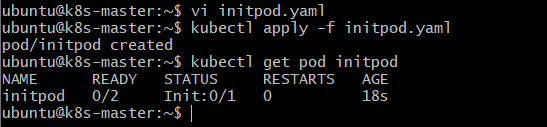 ubuntu@k8s-master:~$ vi initpod.yaml
ubuntu@k8s-master:~$ kubectl apply -f initpod.yaml
pod/initpod created
ubuntu@k8s-master:~$ kubectl get pod initpod
NAME READY STATUS RESTARTS AGE
initpod 0/2 Init:0/1 0 18s
ubuntu@k8s-master:~$